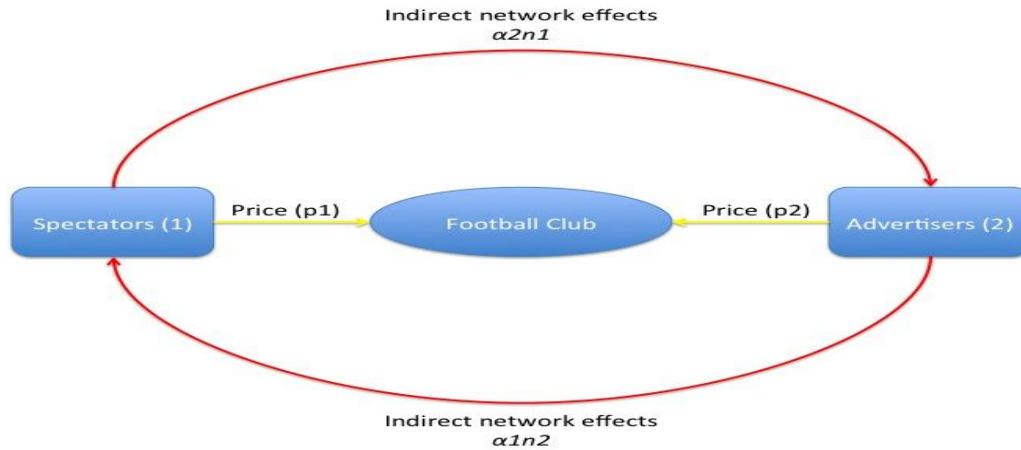 Indirect network effects
α2n1
Spectators (1)
Price (p1)
Football Club
Price (p2)
Advertisers (2)
Indirect network effects
α1n2